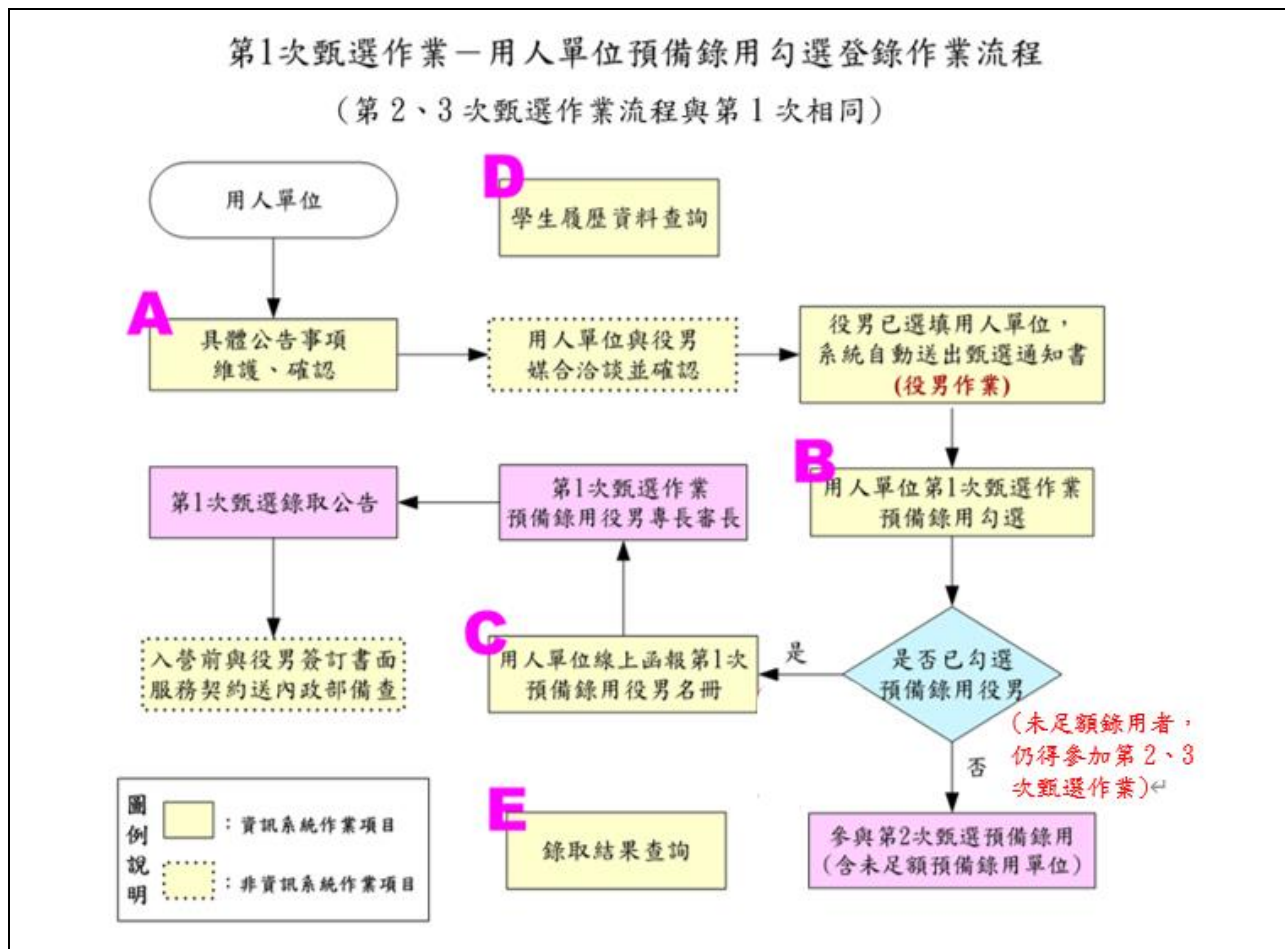 第1次甄選作業－用人單位預備錄用勾選登錄作業流程
(第2、3次甄選作業流程與第1次相同)
用人單位
D
學生履歷資料查詢
A
具體公告事項
維護、確認
用人單位與役男
媒合洽談並確認
役男已選填用人單位，
系統自動送出甄選通知書
(役男作業)
B
用人單位第1次甄選作業
預備錄用勾選
第1次甄選作業
預備錄用役男專長審長
第1次甄選錄取公告
是否已勾選
預備錄用役男
是
C
用人單位線上函報第1次
預備錄用役男名冊
入營前與役男簽訂書面
服務契約送內政部備查
(未足額錄用者，
仍得參加第2、3
次甄選作業)↵
否
參與第2次甄選預備錄用
(含未足額預備錄用單位)
E
錄取結果查詢
圖例說明
：資訊系統作業項目
：非資訊系統作業項目